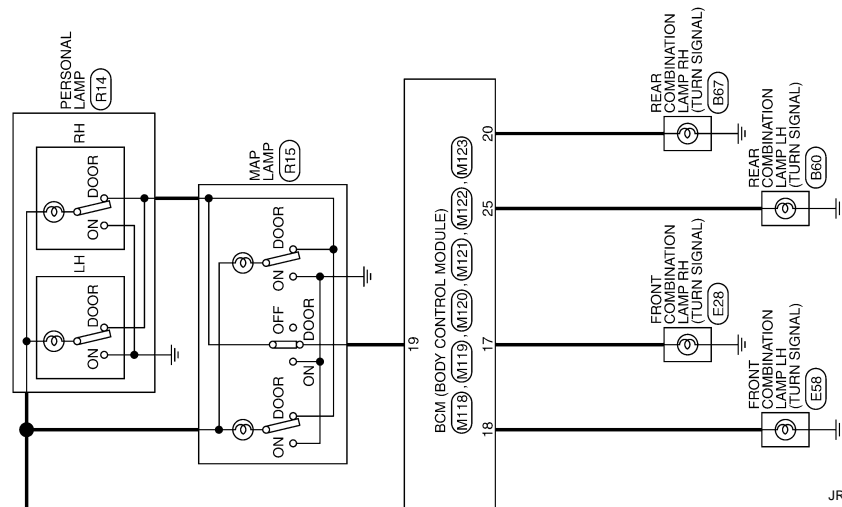 PERSONAL
LAMP
R14
RH
DOOR
ON
LH
DOOR
ON
MAP
LAMP
R15
DOOR
ON
OFF
DOOR
ON
DOOR
ON
19
BCM (BODY CONTROL MODULE)
M118 , M119 , M120 , M121 , M122 , M123
20
25
17
18
REAR
COMBINATION
LAMP RH
(TURN SIGNAL)
B67
REAR
COMBINATION
LAMP LH
(TURN SIGNAL)
B60
FRONT
COMBINATION
LAMP RH
(TURN SIGNAL)
E28
FRONT
COMBINATION
LAMP LH
(TURN SIGNAL)
E58
JR